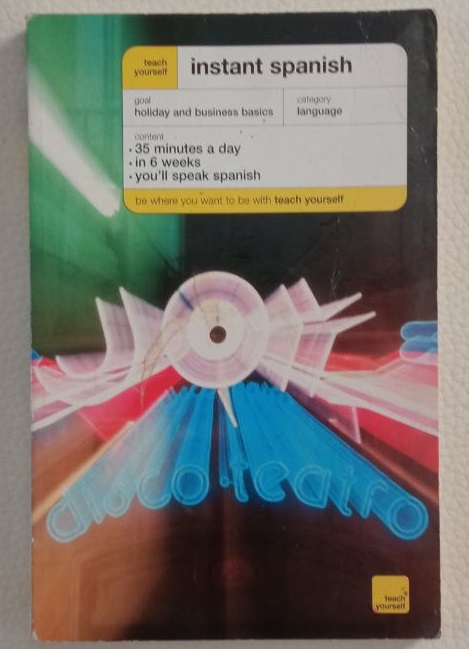 teach
yourself
instant spanish
goal
holiday and business basics
category
language
content
· 35 minutes a day
· in 6 weeks
· you'll speak spanish
be where you want to be with teach yourself
disco teatro
teach
yourself